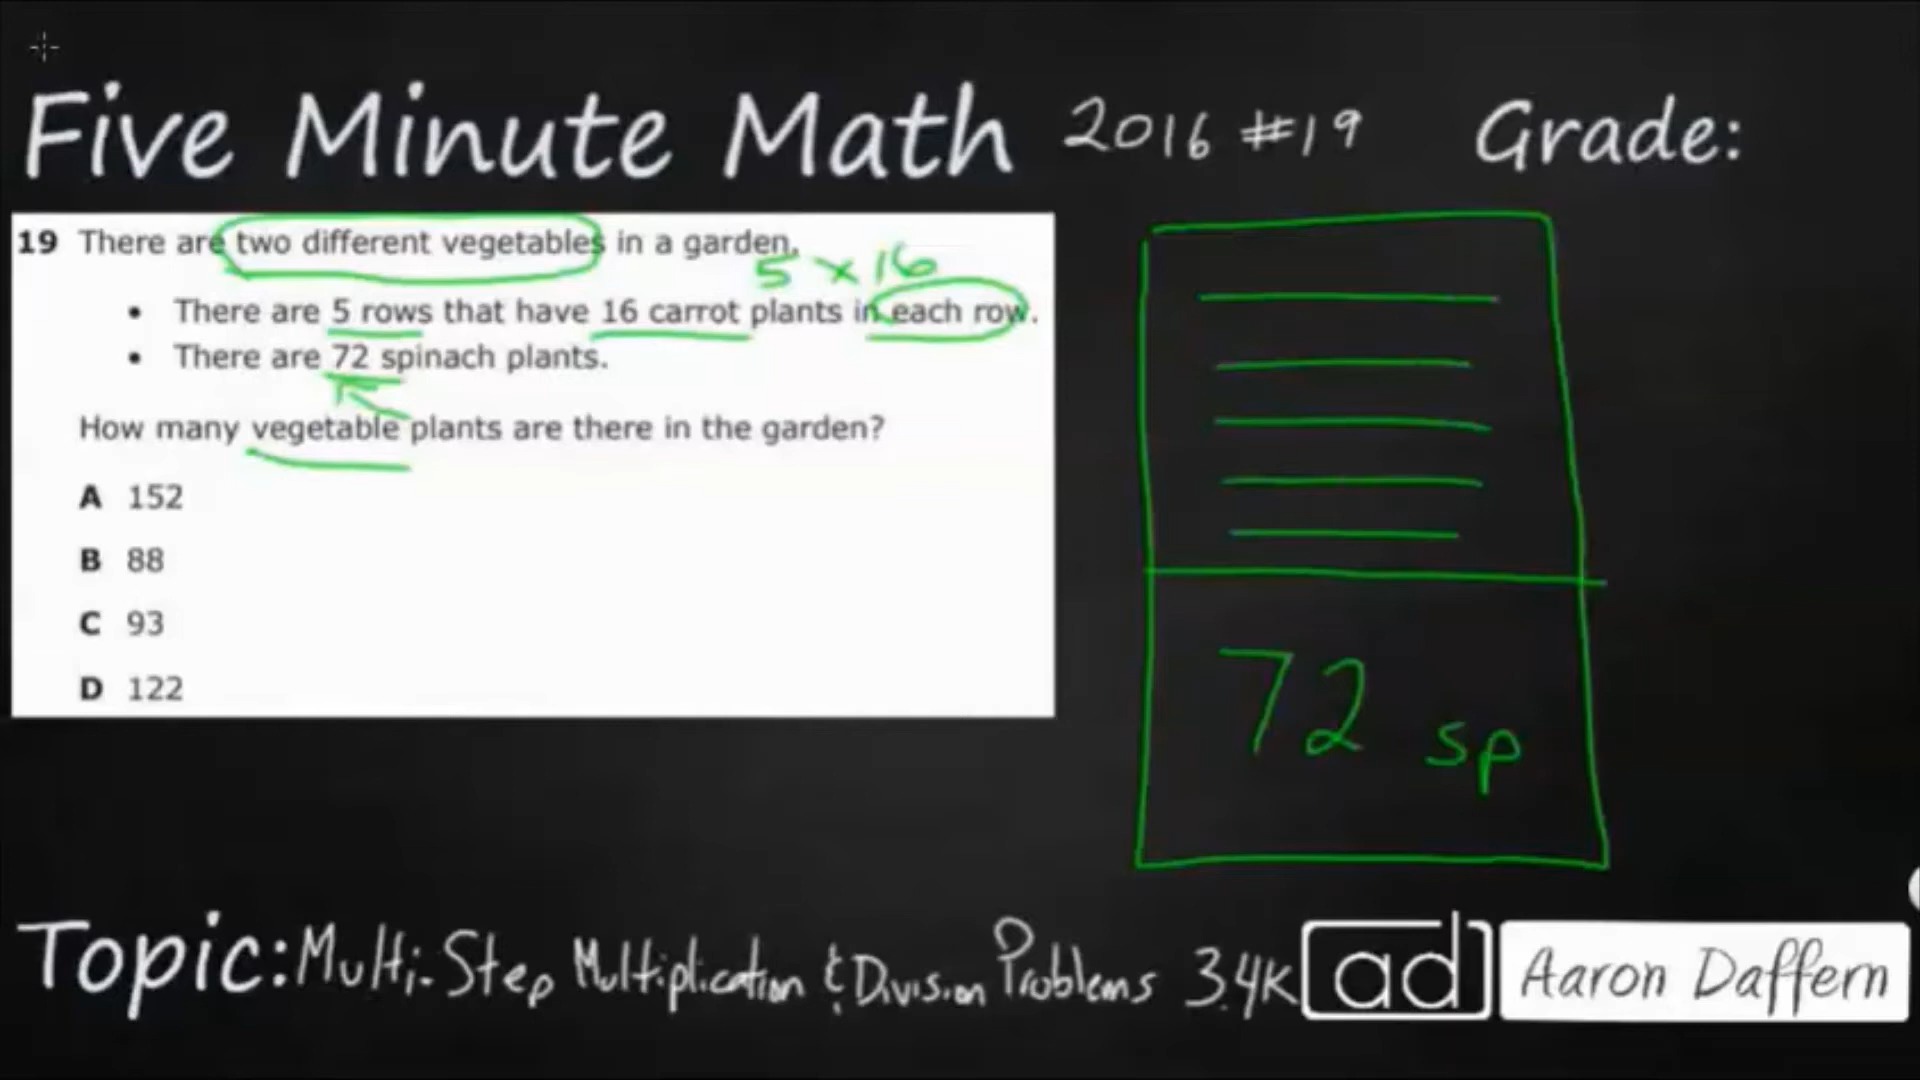 Five Minute Math 2016 #19 Grade:
19 There are two different vegetables in a garden.
5 x 16
• There are 5 rows that have 16 carrot plants in each row.
• There are 72 spinach plants.
How many vegetable plants are there in the garden?
A 152
B 88
C 93
D 122
72 sp
Topic: Multi-Step Multiplication & Division Problems 3.4K ad Aaron Daffern